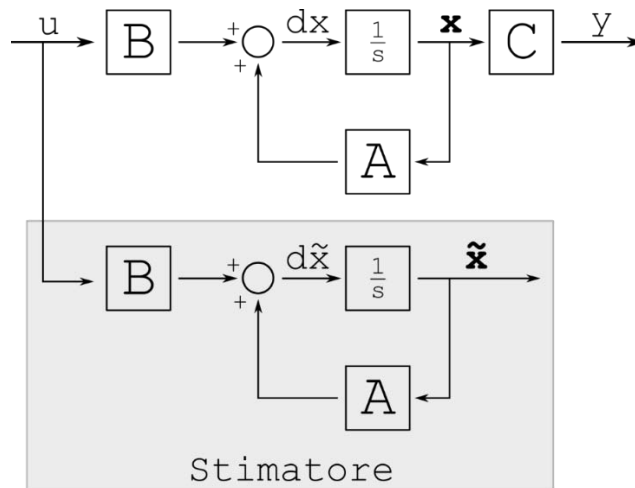 u B + + dx 1/s x C y
A
B + + dx̃ 1/s x̃
A
Stimatore